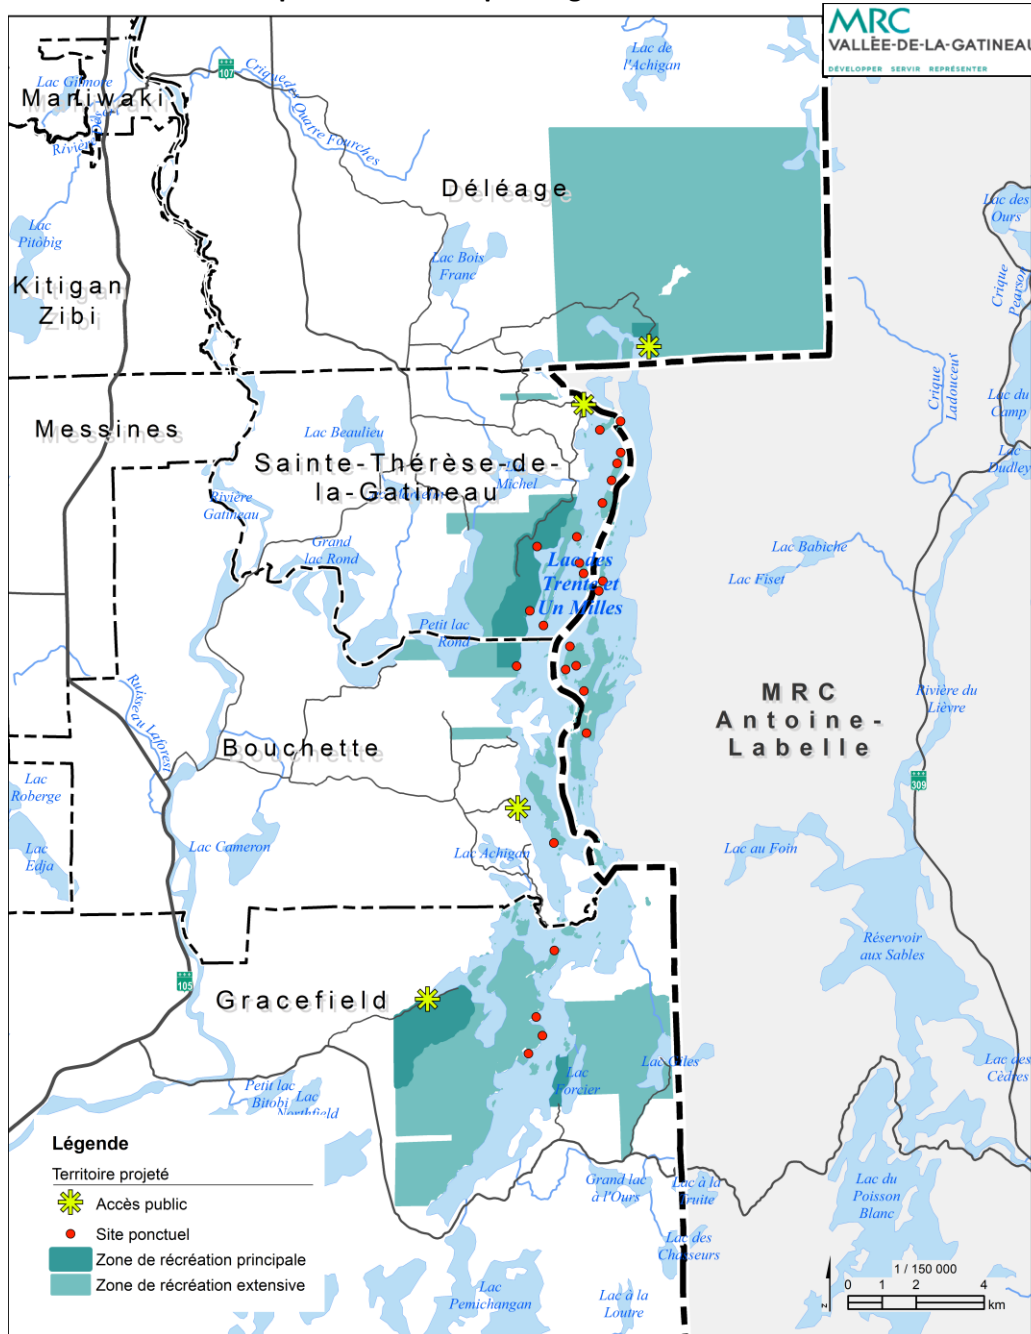 MRC
VALLÉE-DE-LA-GATINEAU
DÉVELOPPER SERVIR REPRÉSENTER
Lac de
l'Achigan
107
Lac Gilmore
Maniwaki
Crique des Quatre Fourches
Rivière
Déléage
Lac des
Ours
Lac
Pitobig
Lac Bois
Franc
Kitigan
Zibi
Crique
Pearson
Crique
Ladouceur
Lac du
Camp
Messines
Lac Beaulieu
Sainte-Thérèse-de-
la-Gatineau
Michel
Lac
Dudley
Rivière
Gatineau
Grand
lac Rond
Lac des
Trente et
Un Milles
Lac Babiche
Lac Fiset
Petit lac
Rond
Ruisseau Laforest
MRC
Antoine-
Labelle
Rivière du
Lièvre
Bouchette
309
Lac
Roberge
Lac
Edja
Lac Cameron
Lac Achigan
Lac au Foin
Réservoir
aux Sables
105
Gracefield
Lac Giles
Lac des
Cèdres
Lac
Forcier
Petit lac
Bitobi
Lac
Northfield
Grand lac
à l'Ours
Lac à la
Truite
Lac du
Poisson
Blanc
Lac des
Chasseurs
Lac
Pemichangan
Lac à la
Loutre
Légende
Territoire projeté
Accès public
Site ponctuel
Zone de récréation principale
Zone de récréation extensive
1 / 150 000
0 1 2 4
km
N